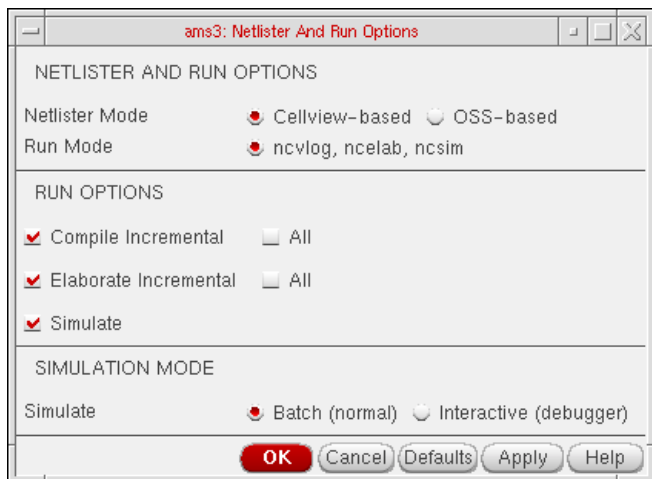 ams3: Netlister And Run Options
NETLISTER AND RUN OPTIONS
Netlister Mode Cellview-based OSS-based
Run Mode ncvlog, ncelab, ncsim
RUN OPTIONS
Compile Incremental All
Elaborate Incremental All
Simulate
SIMULATION MODE
Simulate Batch (normal) Interactive (debugger)
OK Cancel Defaults Apply Help